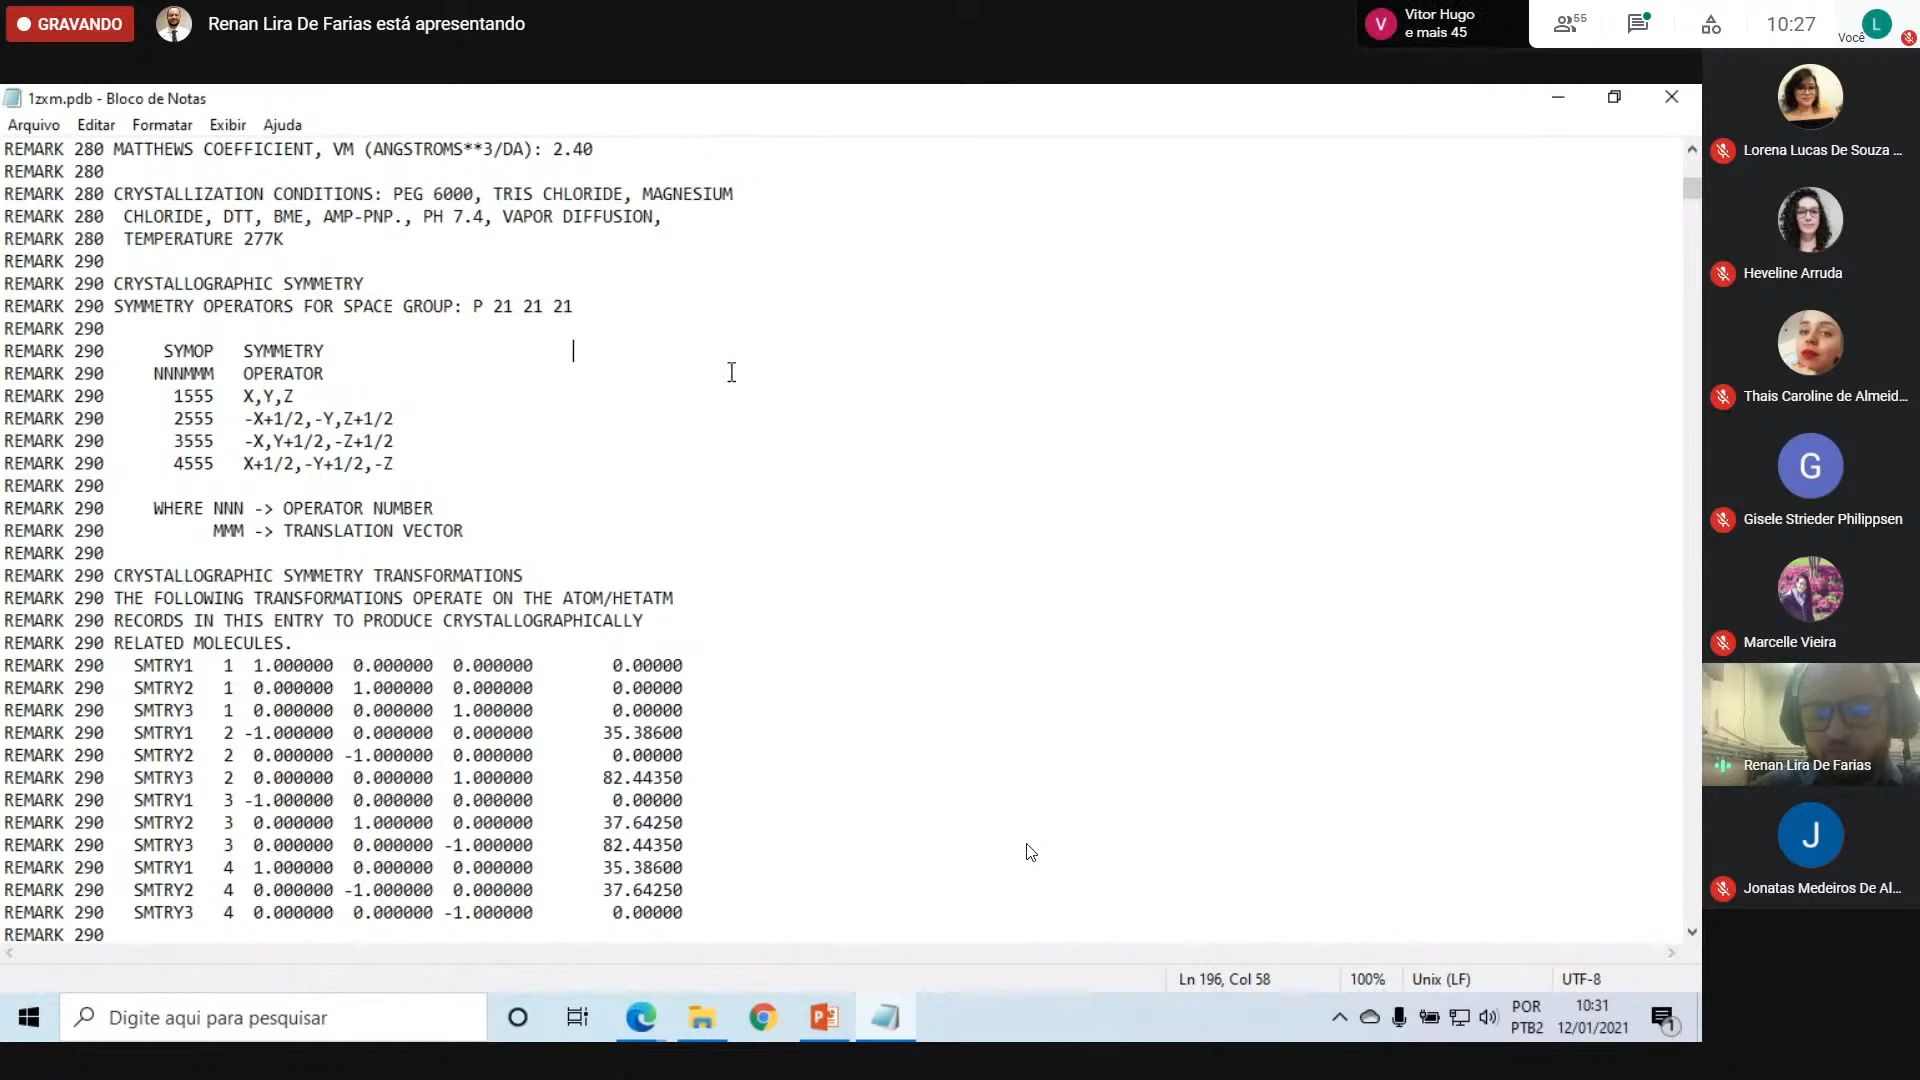 GRAVANDO
Renan Lira De Farias está apresentando
V
Vitor Hugo
e mais 45
55
10:27
Você
L
1zxm.pdb - Bloco de Notas
Arquivo Editar Formatar Exibir Ajuda
REMARK 280 MATTHEWS COEFFICIENT, VM (ANGSTROMS**3/DA): 2.40
REMARK 280
REMARK 280 CRYSTALLIZATION CONDITIONS: PEG 6000, TRIS CHLORIDE, MAGNESIUM
REMARK 280  CHLORIDE, DTT, BME, AMP-PNP., PH 7.4, VAPOR DIFFUSION,
REMARK 280  TEMPERATURE 277K
REMARK 290
REMARK 290 CRYSTALLOGRAPHIC SYMMETRY
REMARK 290 SYMMETRY OPERATORS FOR SPACE GROUP: P 21 21 21
REMARK 290
REMARK 290      SYMOP   SYMMETRY
REMARK 290     NNNMMM   OPERATOR
REMARK 290       1555   X,Y,Z
REMARK 290       2555   -X+1/2,-Y,Z+1/2
REMARK 290       3555   -X,Y+1/2,-Z+1/2
REMARK 290       4555   X+1/2,-Y+1/2,-Z
REMARK 290
REMARK 290     WHERE NNN -> OPERATOR NUMBER
REMARK 290           MMM -> TRANSLATION VECTOR
REMARK 290
REMARK 290 CRYSTALLOGRAPHIC SYMMETRY TRANSFORMATIONS
REMARK 290 THE FOLLOWING TRANSFORMATIONS OPERATE ON THE ATOM/HETATM
REMARK 290 RECORDS IN THIS ENTRY TO PRODUCE CRYSTALLOGRAPHICALLY
REMARK 290 RELATED MOLECULES.
REMARK 290   SMTRY1   1  1.000000  0.000000  0.000000        0.00000
REMARK 290   SMTRY2   1  0.000000  1.000000  0.000000        0.00000
REMARK 290   SMTRY3   1  0.000000  0.000000  1.000000        0.00000
REMARK 290   SMTRY1   2 -1.000000  0.000000  0.000000       35.38600
REMARK 290   SMTRY2   2  0.000000 -1.000000  0.000000        0.00000
REMARK 290   SMTRY3   2  0.000000  0.000000  1.000000       82.44350
REMARK 290   SMTRY1   3 -1.000000  0.000000  0.000000        0.00000
REMARK 290   SMTRY2   3  0.000000  1.000000  0.000000       37.64250
REMARK 290   SMTRY3   3  0.000000  0.000000 -1.000000       82.44350
REMARK 290   SMTRY1   4  1.000000  0.000000  0.000000       35.38600
REMARK 290   SMTRY2   4  0.000000 -1.000000  0.000000       37.64250
REMARK 290   SMTRY3   4  0.000000  0.000000 -1.000000        0.00000
REMARK 290
Ln 196, Col 58
100%
Unix (LF)
UTF-8
Digite aqui para pesquisar
POR
PTB2
10:31
12/01/2021
1
Lorena Lucas De Souza ...
Heveline Arruda
Thais Caroline de Almeid...
G
Gisele Strieder Philippsen
Marcelle Vieira
Renan Lira De Farias
J
Jonatas Medeiros De Al...